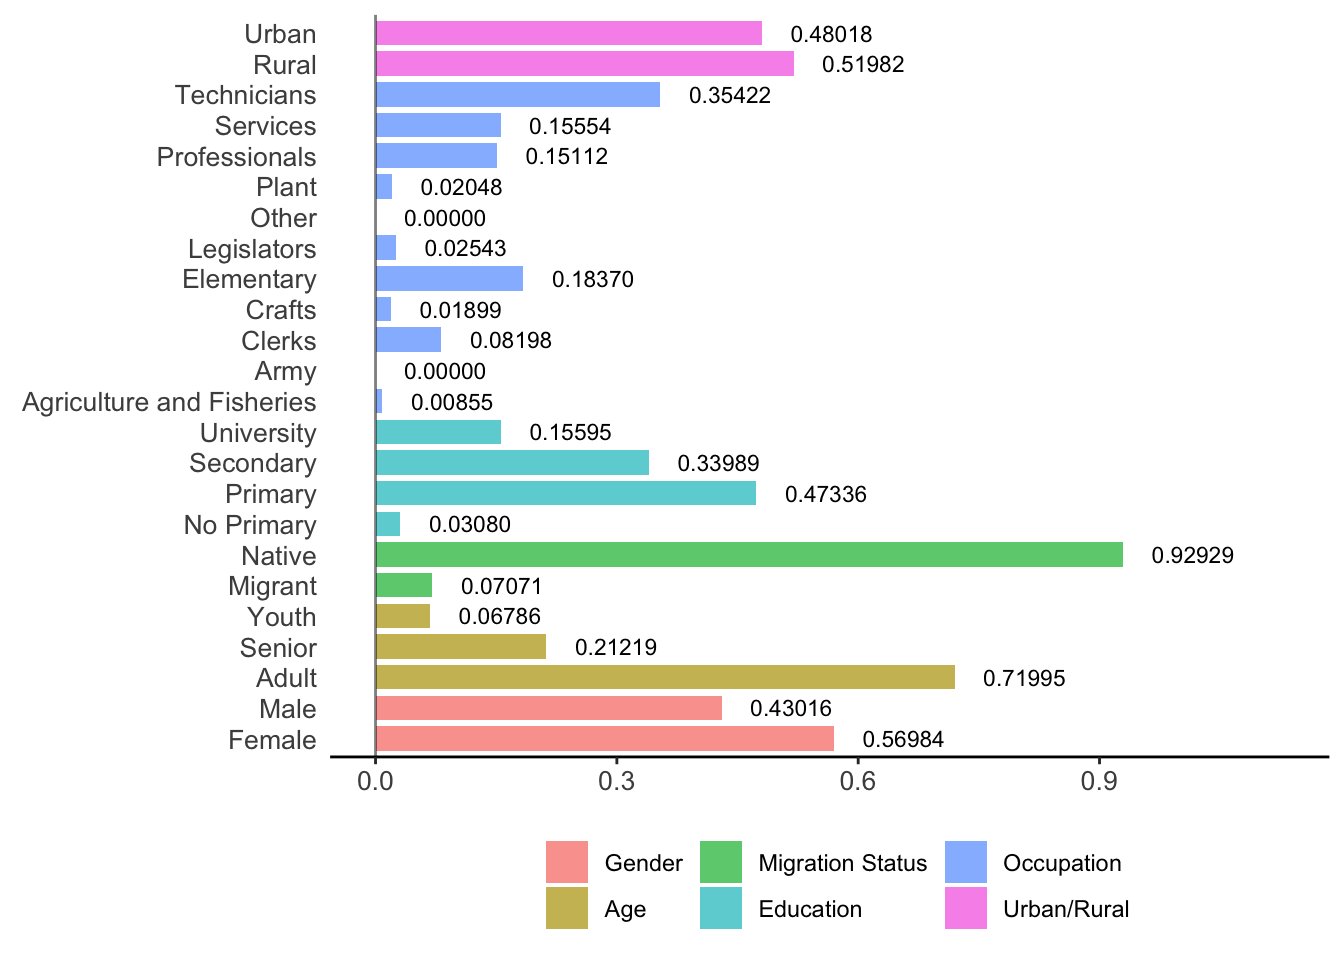 Urban 0.48018
Rural 0.51982
Technicians 0.35422
Services 0.15554
Professionals 0.15112
Plant 0.02048
Other 0.00000
Legislators 0.02543
Elementary 0.18370
Crafts 0.01899
Clerks 0.08198
Army 0.00000
Agriculture and Fisheries 0.00855
University 0.15595
Secondary 0.33989
Primary 0.47336
No Primary 0.03080
Native 0.92929
Migrant 0.07071
Youth 0.06786
Senior 0.21219
Adult 0.71995
Male 0.43016
Female 0.56984
0.0 0.3 0.6 0.9
Gender Migration Status Occupation
Age Education Urban/Rural